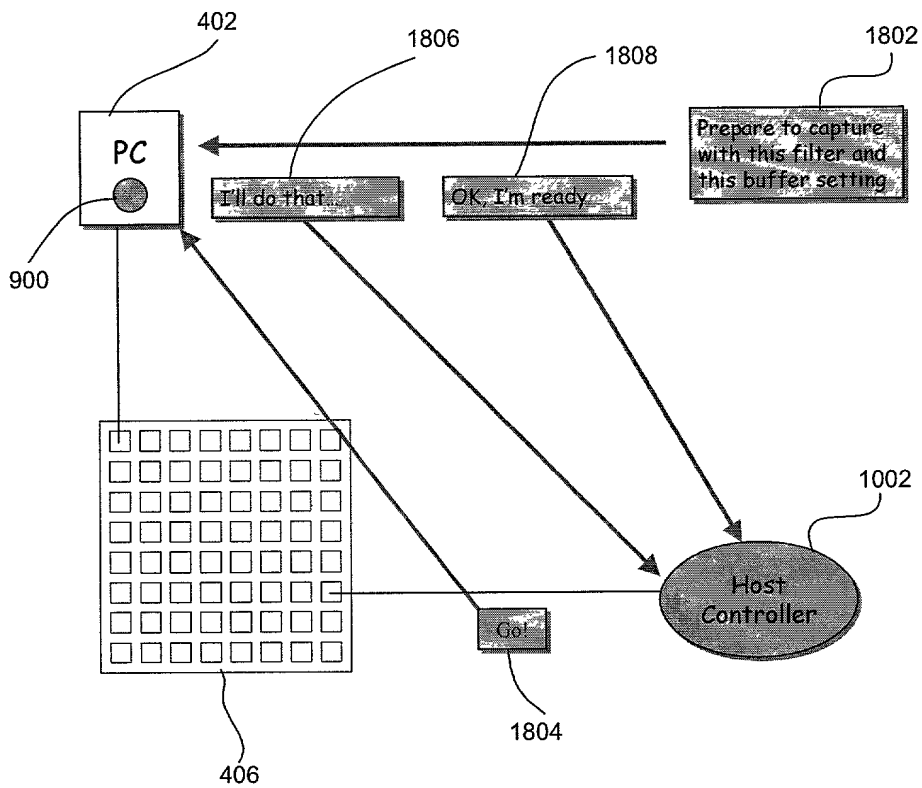 402
1806
1808
1802
PC
Prepare to capture
with this filter and
this buffer setting
I'll do that...
OK, I'm ready
900
1002
Host
Controller
Go!
1804
406